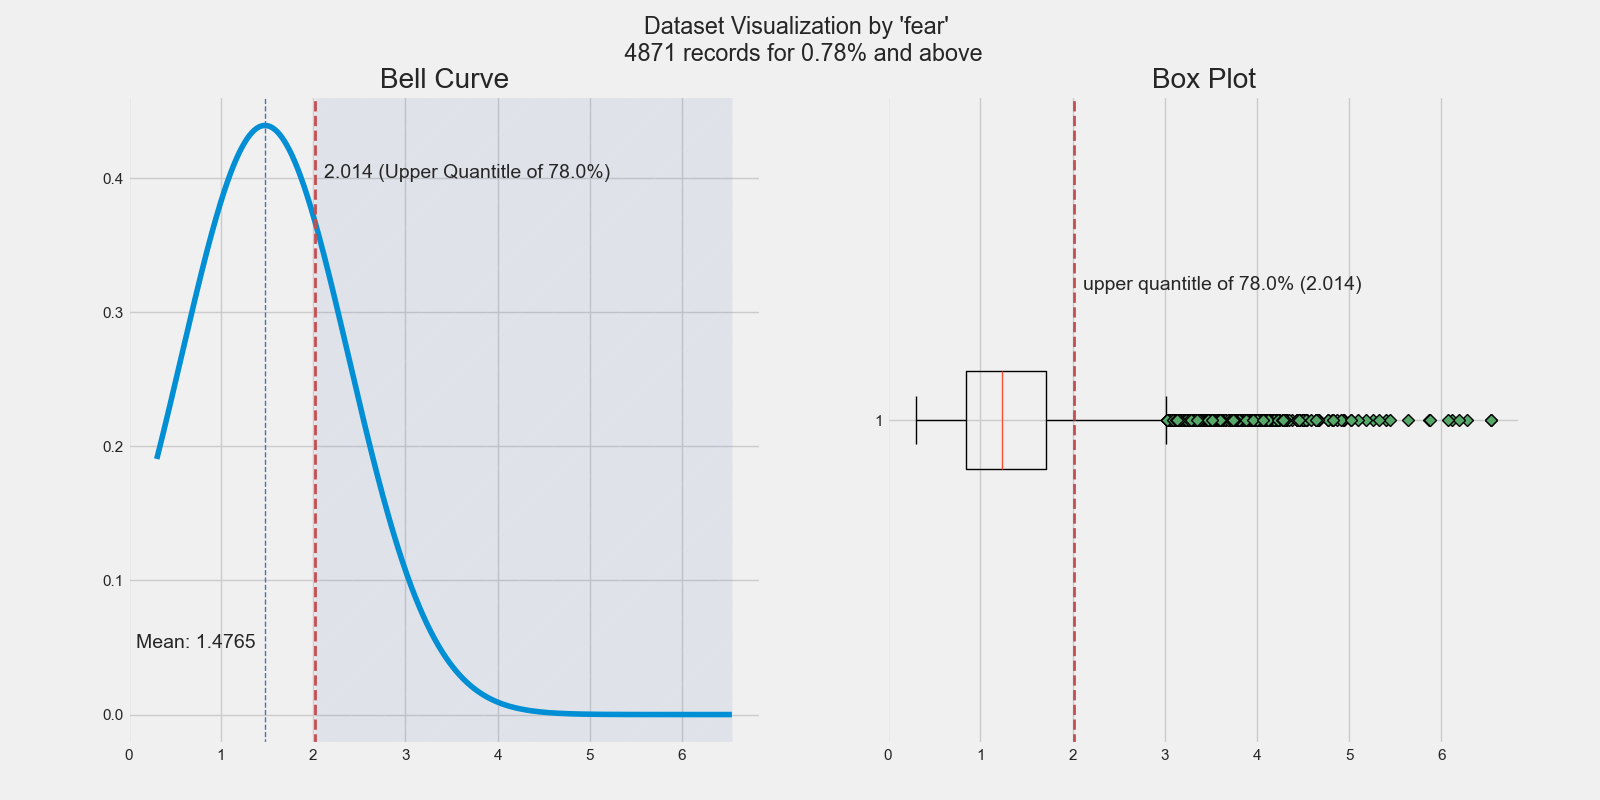 Dataset Visualization by 'fear'
4871 records for 0.78% and above
Bell Curve
0.4
0.3
0.2
0.1
0.0
2.014 (Upper Quantitle of 78.0%)
Mean: 1.4765
0 1 2 3 4 5 6
Box Plot
upper quantitle of 78.0% (2.014)
1
0 1 2 3 4 5 6